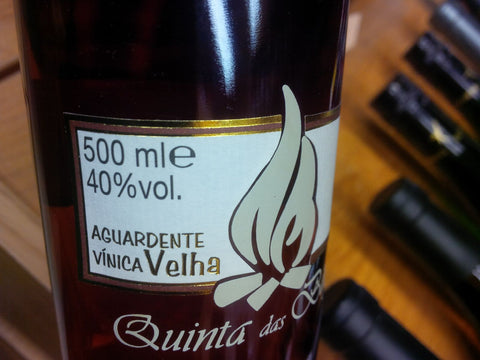 500 ml℮
40%vol.
AGUARDENTE
VÍNICA Velha
Quinta das